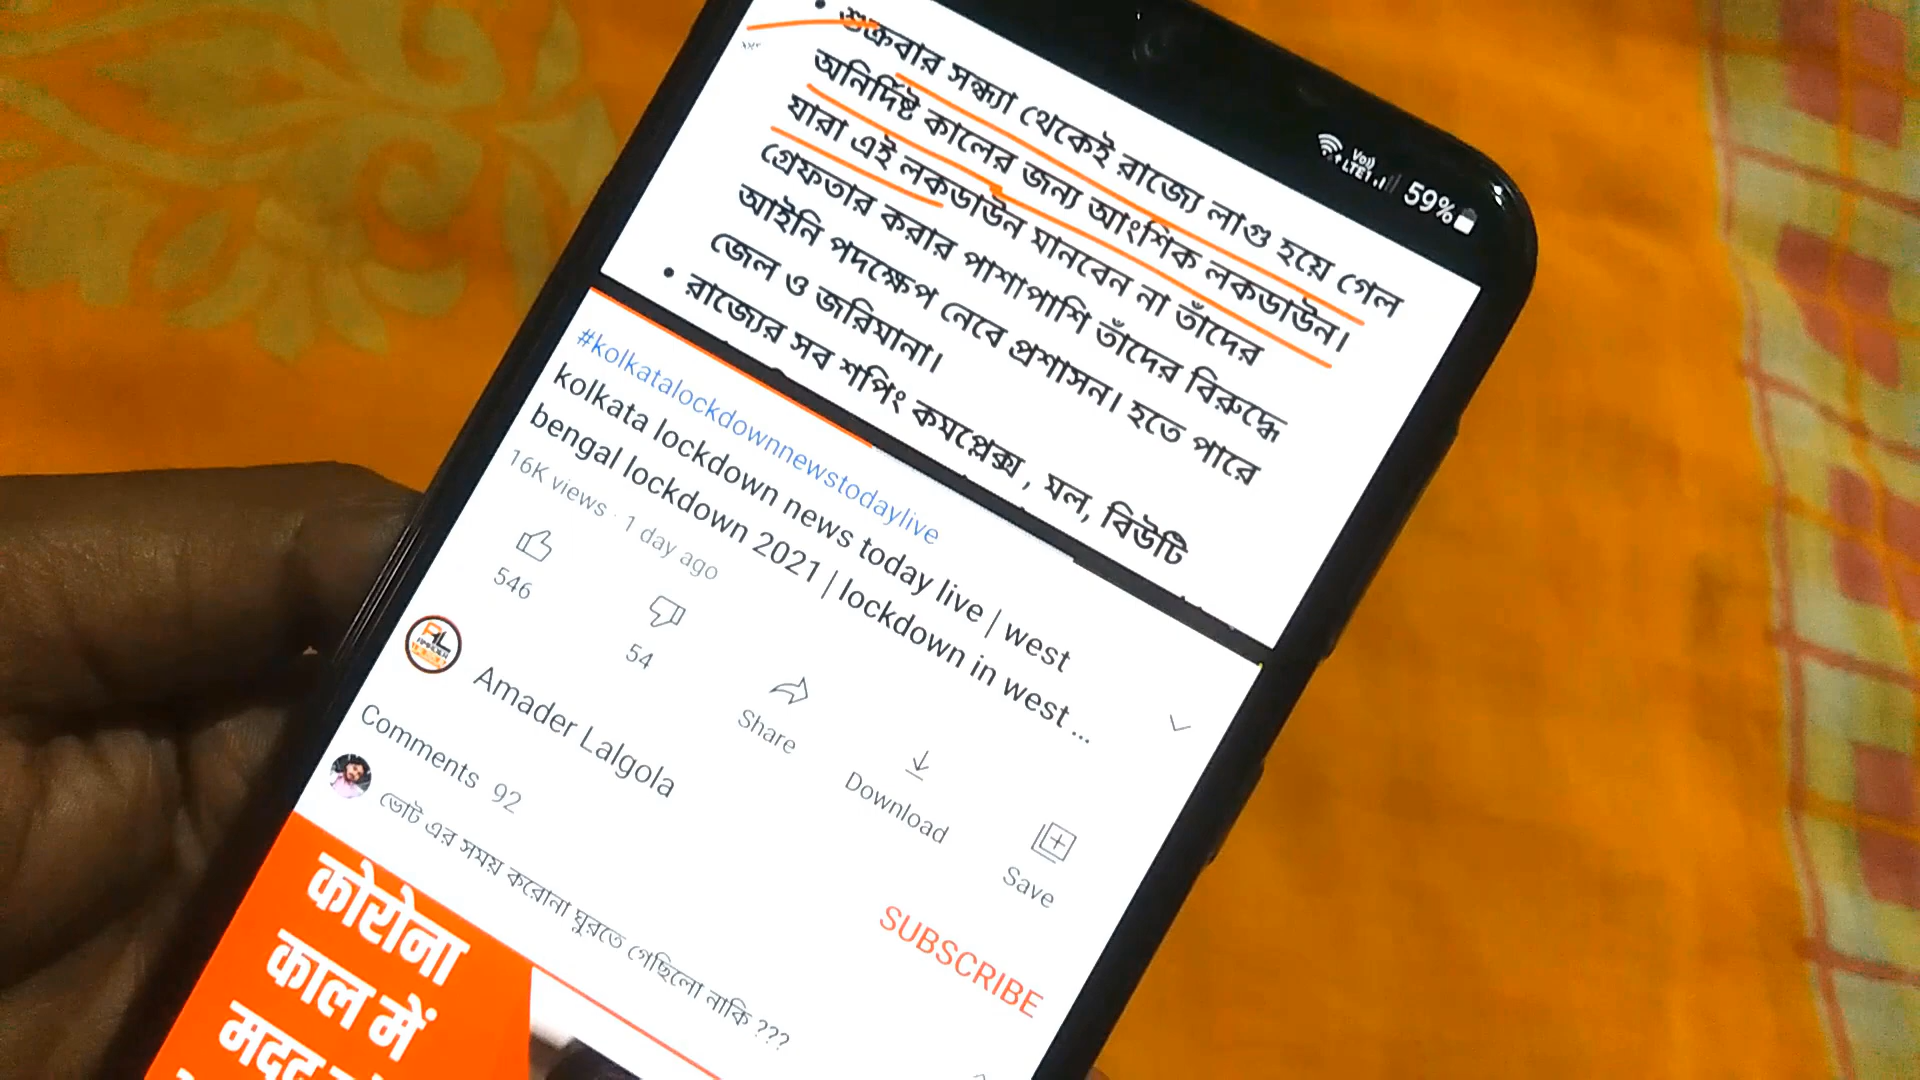 Voو) LTE1 59%
• শুক্রবার সন্ধ্যা থেকেই রাজ্যে লাগু হয়ে গেল
অনির্দিষ্ট কালের জন্য আংশিক লকডাউন।
যারা এই লকডাউন মানবেন না তাঁদের
গ্রেফতার করার পাশাপাশি তাঁদের বিরুদ্ধে
আইনি পদক্ষেপ নেবে প্রশাসন। হতে পারে
জেল ও জরিমানা।
• রাজ্যের সব শপিং কমপ্লেক্স , মল, বিউটি
#kolkatalockdownnewstodaylive
kolkata lockdown news today live | west
bengal lockdown 2021 | lockdown in west ...
16K views · 1 day ago
546
54
Share
Download
Save
Amader Lalgola
SUBSCRIBE
Comments 92
ভোট এর সময় করোনা ঘুরতে গেছিলো নাকি ???
कोरोना
काल में
मदद